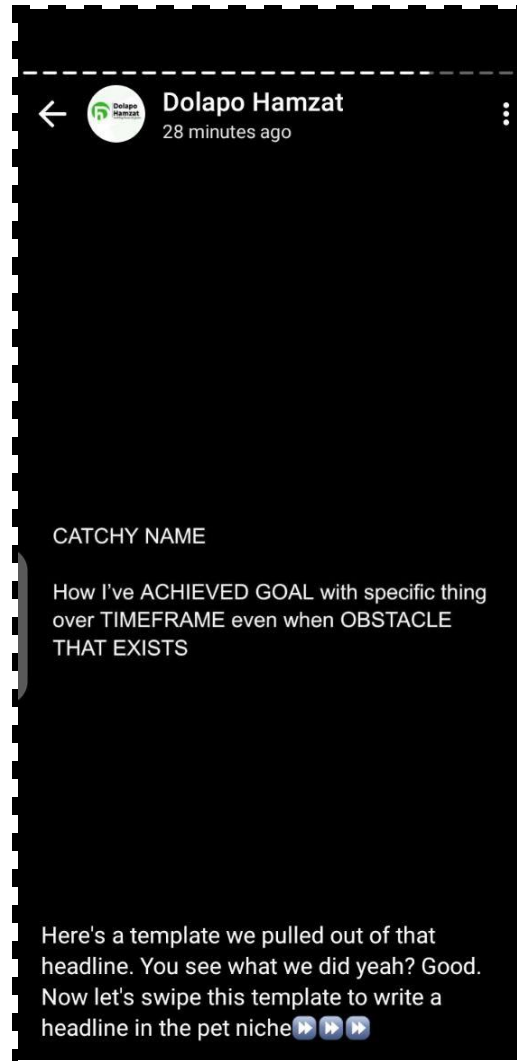 Dolapo Hamzat
28 minutes ago
Dolapo
Hamzat
CATCHY NAME
How I’ve ACHIEVED GOAL with specific thing
over TIMEFRAME even when OBSTACLE
THAT EXISTS
Here's a template we pulled out of that
headline. You see what we did yeah? Good.
Now let's swipe this template to write a
headline in the pet niche⏩⏩⏩